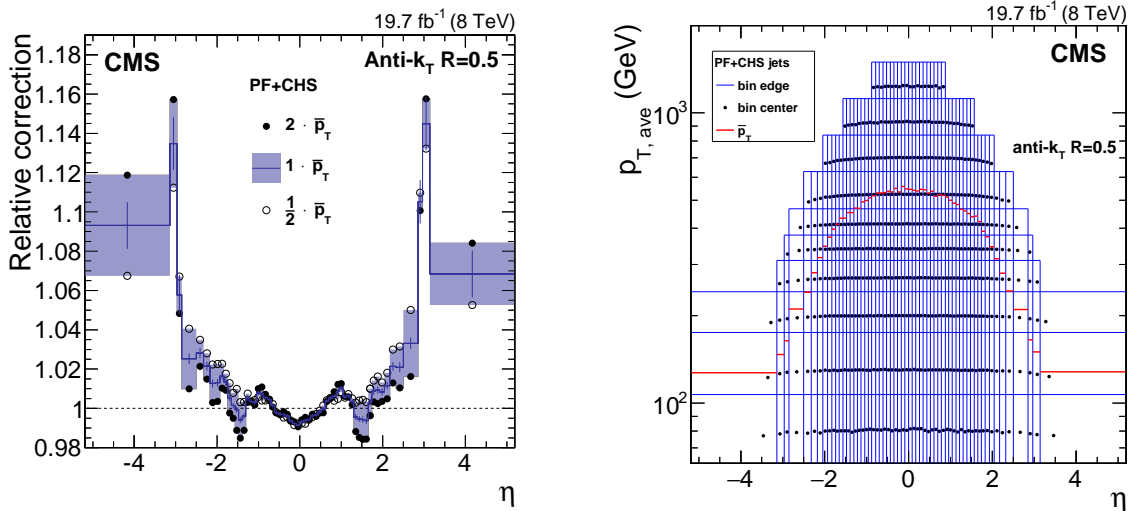 19.7 fb⁻¹ (8 TeV)
CMS
Anti-k_T R=0.5
PF+CHS
2 · p̅_T
1 · p̅_T
1/2 · p̅_T
Relative correction
1.18
1.16
1.14
1.12
1.1
1.08
1.06
1.04
1.02
1
0.98
-4
-2
0
2
4
η
19.7 fb⁻¹ (8 TeV)
CMS
PF+CHS jets
bin edge
bin center
p̅_T
anti-k_T R=0.5
p_T, ave (GeV)
10³
10²
−4
−2
0
2
4
η